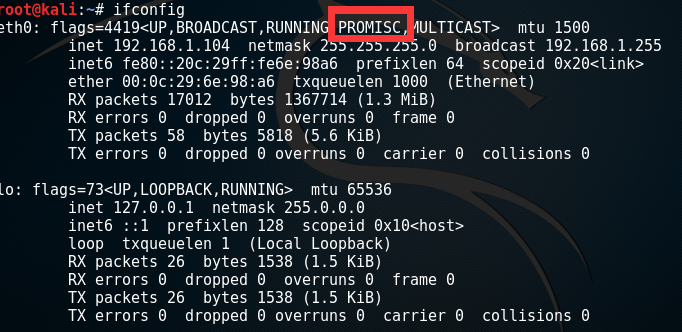 root@kali:~# ifconfig
eth0: flags=4419<UP,BROADCAST,RUNNING,PROMISC,MULTICAST>  mtu 1500
        inet 192.168.1.104  netmask 255.255.255.0  broadcast 192.168.1.255
        inet6 fe80::20c:29ff:fe6e:98a6  prefixlen 64  scopeid 0x20<link>
        ether 00:0c:29:6e:98:a6  txqueuelen 1000  (Ethernet)
        RX packets 17012  bytes 1367714 (1.3 MiB)
        RX errors 0  dropped 0  overruns 0  frame 0
        TX packets 58  bytes 5818 (5.6 KiB)
        TX errors 0  dropped 0 overruns 0  carrier 0  collisions 0

lo: flags=73<UP,LOOPBACK,RUNNING>  mtu 65536
        inet 127.0.0.1  netmask 255.0.0.0
        inet6 ::1  prefixlen 128  scopeid 0x10<host>
        loop  txqueuelen 1  (Local Loopback)
        RX packets 26  bytes 1538 (1.5 KiB)
        RX errors 0  dropped 0  overruns 0  frame 0
        TX packets 26  bytes 1538 (1.5 KiB)
        TX errors 0  dropped 0 overruns 0  carrier 0  collisions 0